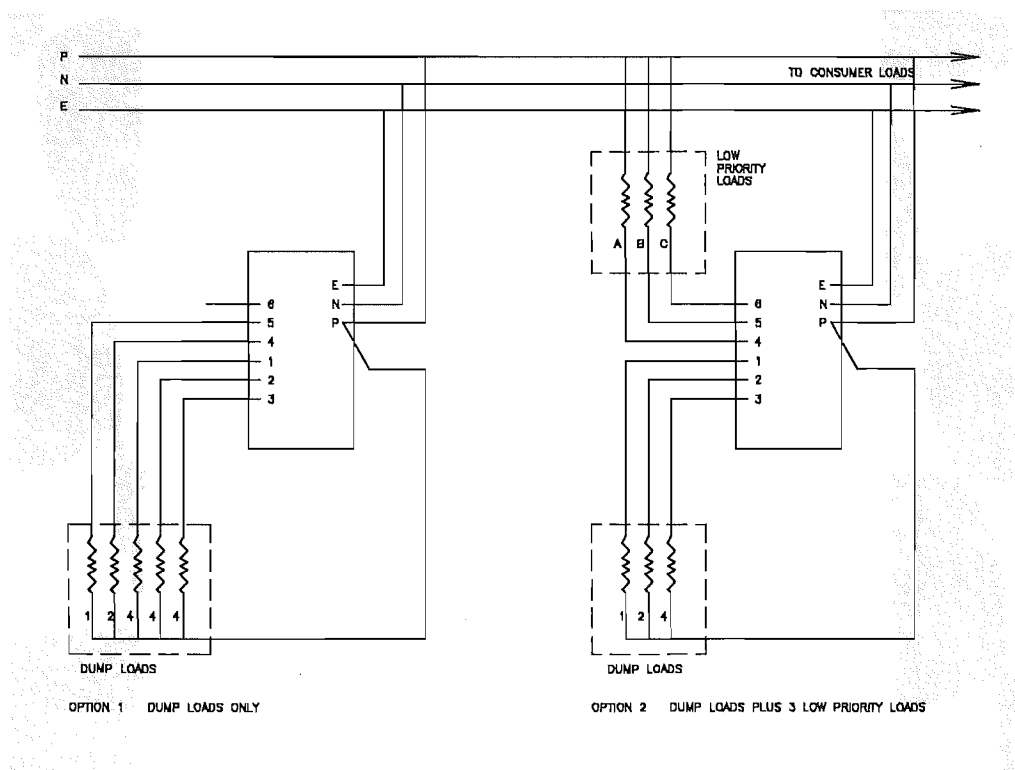 P
N
E
TO CONSUMER LOADS
LOW
PRIORITY
LOADS
A B C
E
N
P
6
5
4
1
2
3
E
N
P
6
5
4
1
2
3
1 2 4 4 4
1 2 4
DUMP LOADS
DUMP LOADS
OPTION 1 DUMP LOADS ONLY
OPTION 2 DUMP LOADS PLUS 3 LOW PRIORITY LOADS